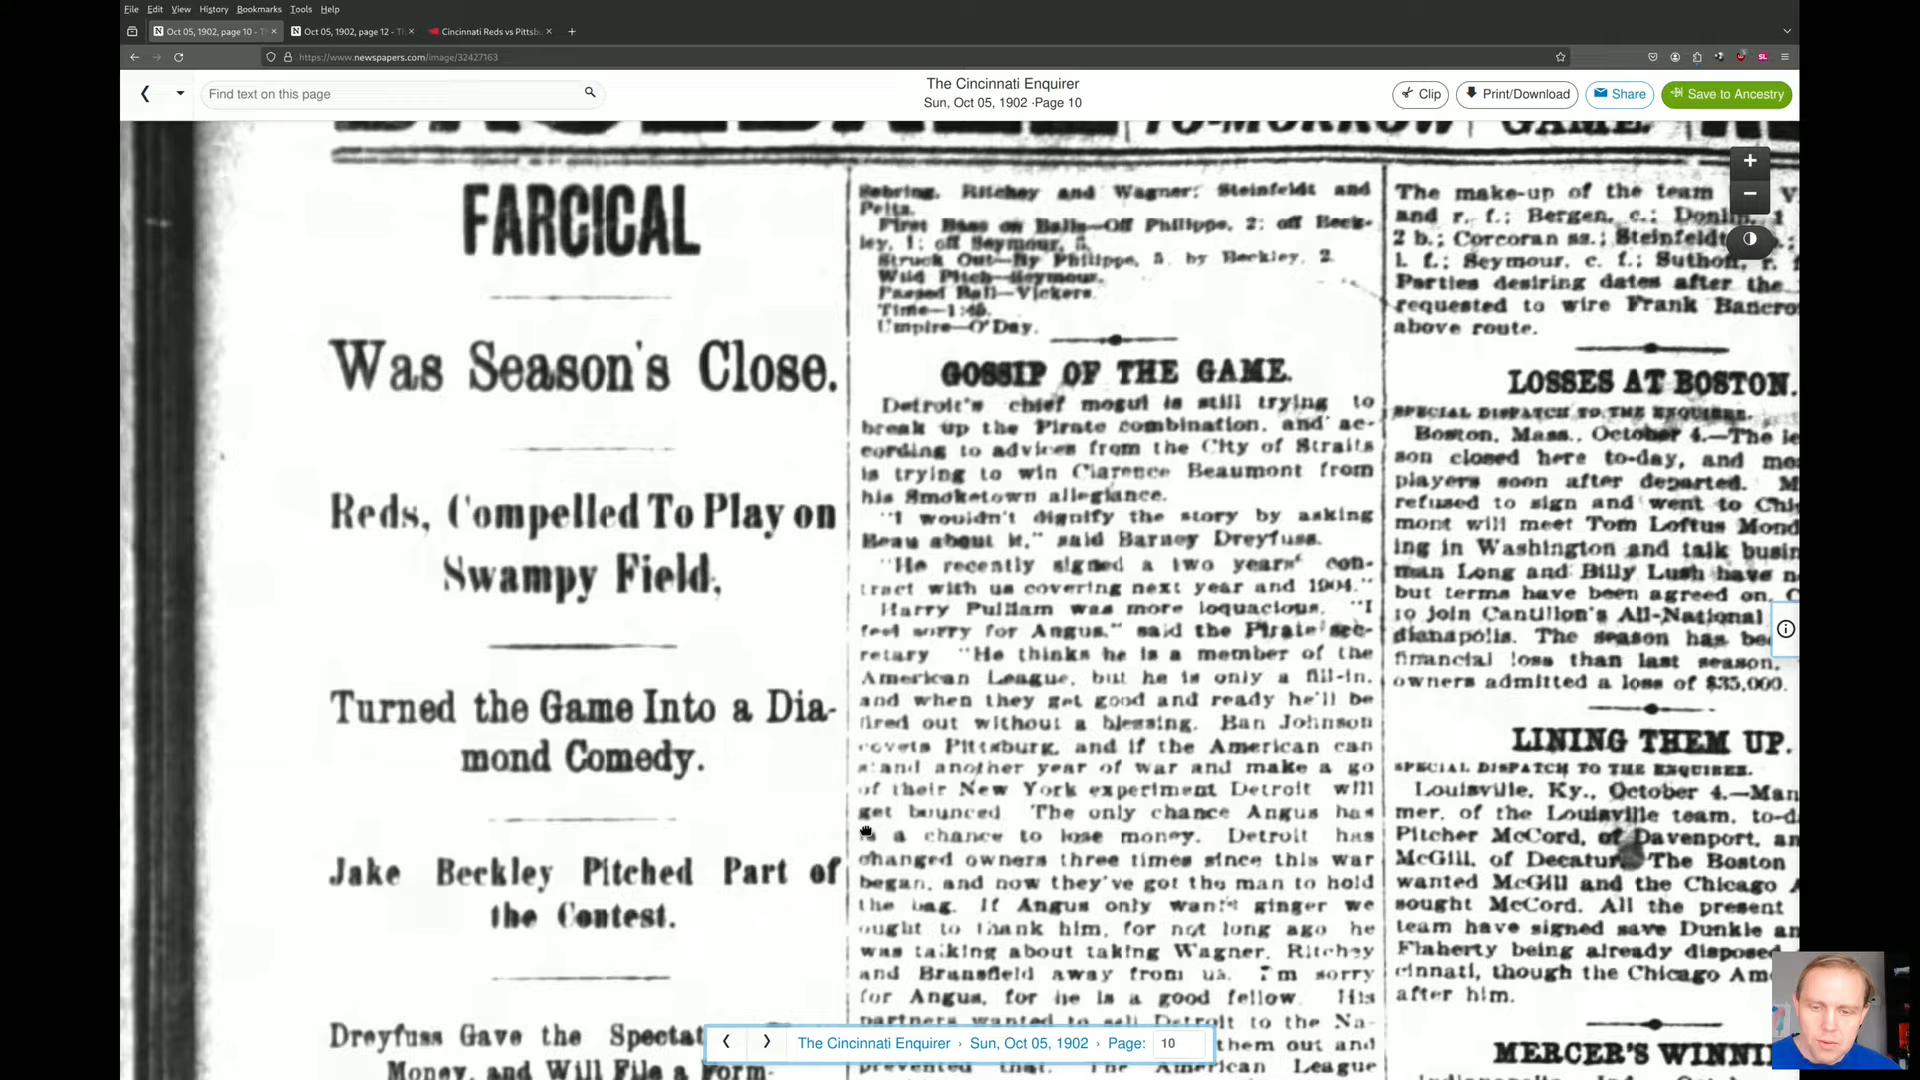 File Edit View History Bookmarks Tools Help
Oct 05, 1902, page 10 - Th
Oct 05, 1902, page 12 - Th
Cincinnati Reds vs Pittsbu
https://www.newspapers.com/image/32427163
Find text on this page
The Cincinnati Enquirer
Sun, Oct 05, 1902 · Page 10
Clip
Print/Download
Share
Save to Ancestry
TO-MORROW GAME.
FARCICAL
Was Season's Close.
Reds, Compelled To Play on
Swampy Field,
Turned the Game Into a Dia-
mond Comedy.
Jake Beckley Pitched Part of
the Contest.
Dreyfuss Gave the Spectat
Money, and Will File a Form-
Sebring, Ritchey and Wagner; Steinfeldt and
Peitz.
First Base on Balls—Off Philippe, 2; off Beck-
ley, 1; off Seymour, 5.
Struck Out—By Philippe, 5, by Beckley, 2.
Wild Pitch—Seymour.
Passed Ball—Vickers.
Time—1:45.
Umpire—O'Day.
GOSSIP OF THE GAME.
Detroit's chief mogul is still trying to
break up the Pirate combination, and ac-
cording to advices from the City of Straits
is trying to win Clarence Beaumont from
his Smoketown allegiance.
"I wouldn't dignify the story by asking
Beau about it," said Barney Dreyfuss.
"He recently signed a two years' con-
tract with us covering next year and 1904."
Harry Pulliam was more loquacious. "I
feel sorry for Angus," said the Pirate sec-
retary "He thinks he is a member of the
American League, but he is only a fill-in,
and when they get good and ready he'll be
fired out without a blessing. Ban Johnson
covets Pittsburg, and if the American can
stand another year of war and make a go
of their New York experiment Detroit will
get bounced The only chance Angus has
is a chance to lose money. Detroit has
changed owners three times since this war
began, and now they've got the man to hold
the bag. If Angus only wants ginger we
ought to thank him, for not long ago he
was talking about taking Wagner, Ritchey
and Bransfield away from us. I'm sorry
for Angus, for he is a good fellow. His
partners wanted to sell Detroit to the Na-
them out and
prevented that. The American League
The make-up of the team
and r. f.; Bergen, c.; Donlin, 1
2 b.; Corcoran ss.; Steinfeldt
l. f.; Seymour, c. f.; Suthoff, r.
Parties desiring dates after the
requested to wire Frank Bancro
above route.
LOSSES AT BOSTON.
SPECIAL DISPATCH TO THE ENQUIRER.
Boston, Mass., October 4.—The le
son closed here to-day, and mo
players soon after departed.
refused to sign and went to Chi
mont will meet Tom Loftus Mond
ing in Washington and talk busin
man Long and Billy Lush have n
but terms have been agreed on.
to join Cantillon's All-National
dianapolis. The season has be
financial loss than last season,
owners admitted a loss of $35,000.
LINING THEM UP.
SPECIAL DISPATCH TO THE ENQUIRER.
Louisville, Ky., October 4.—Man
mer, of the Louisville team, to-d
Pitcher McCord, of Davenport, an
McGill, of Decatur. The Boston
wanted McGill and the Chicago A
sought McCord. All the present
team have signed save Dunkle an
Flaherty being already disposed
cinnati, though the Chicago Am
after him.
MERCER'S WINNI
The Cincinnati Enquirer › Sun, Oct 05, 1902 › Page: 10